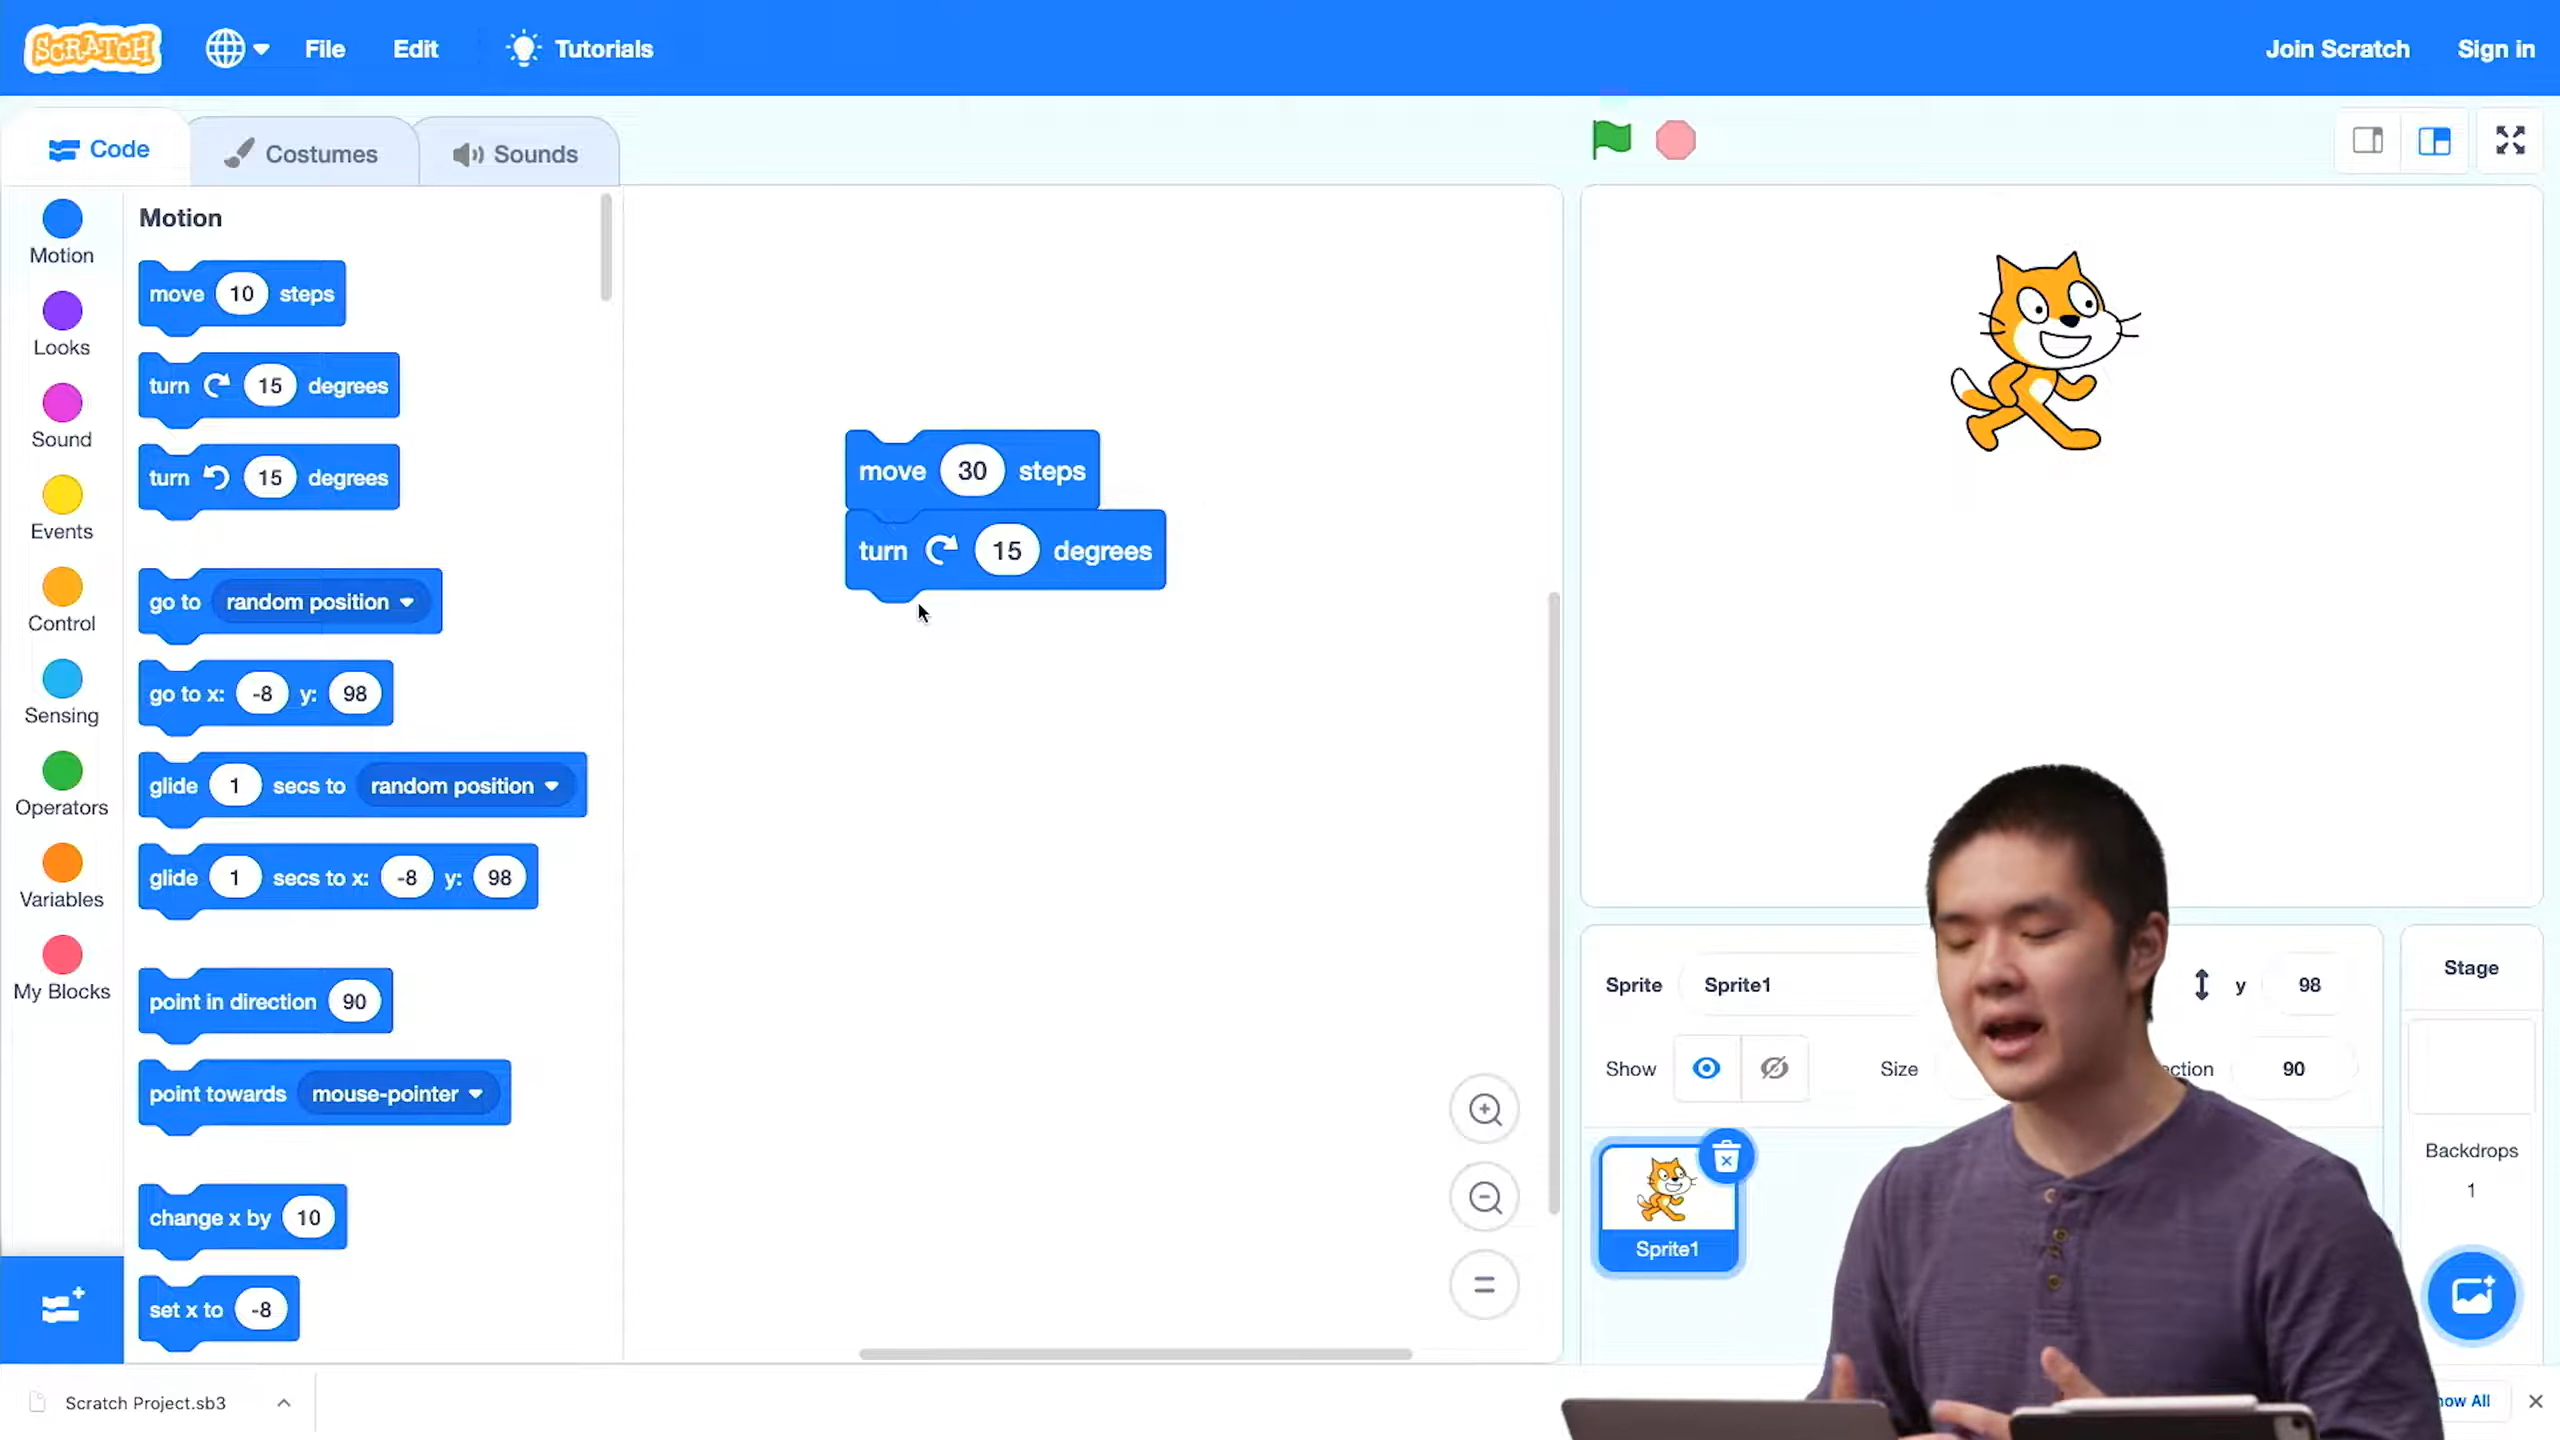 SCRATCH File Edit Tutorials Join Scratch Sign in
Code Costumes Sounds
Motion
Looks
Sound
Events
Control
Sensing
Operators
Variables
My Blocks
Motion
move 10 steps
turn 15 degrees
turn 15 degrees
go to random position
go to x: -8 y: 98
glide 1 secs to random position
glide 1 secs to x: -8 y: 98
point in direction 90
point towards mouse-pointer
change x by 10
set x to -8
move 30 steps
turn 15 degrees
Sprite Sprite1 y 98
Show Size ction 90
Sprite1
Stage
Backdrops
1
Scratch Project.sb3
ow All